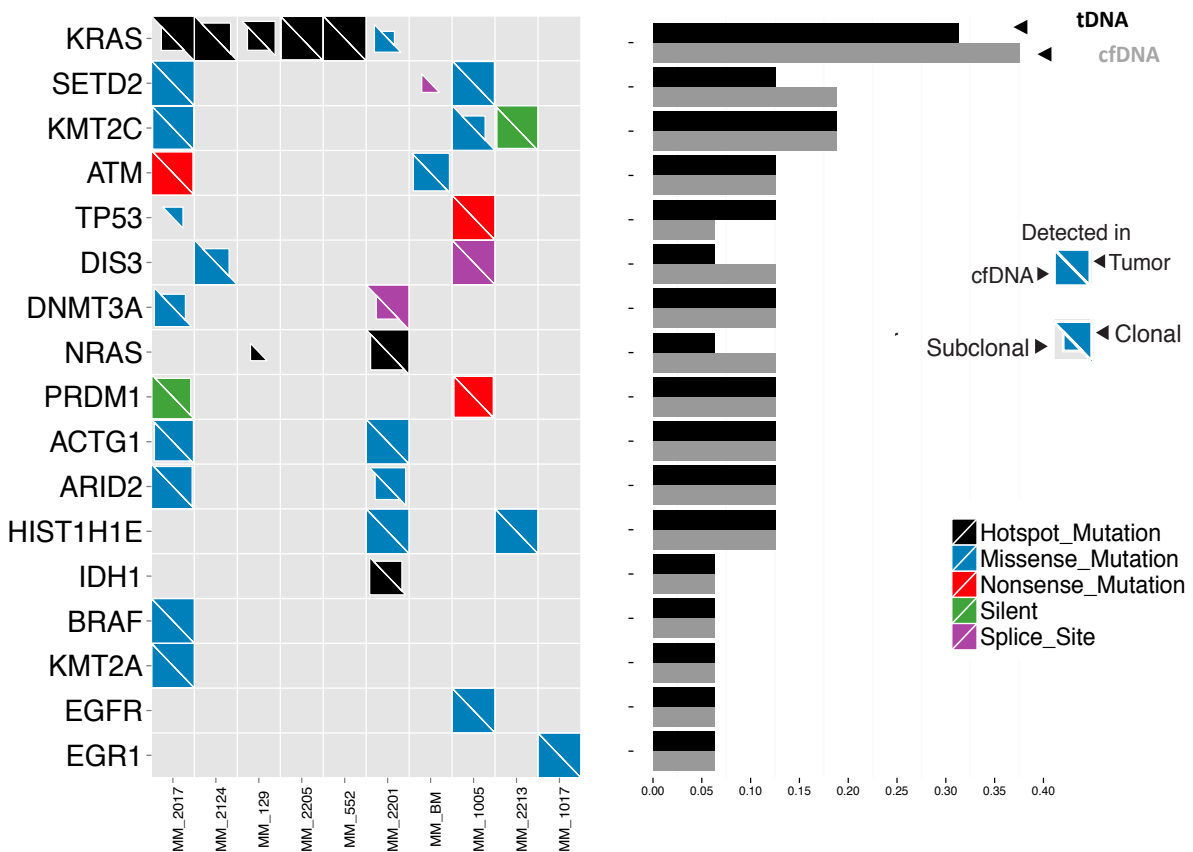 KRAS
SETD2
KMT2C
ATM
TP53
DIS3
DNMT3A
NRAS
PRDM1
ACTG1
ARID2
HIST1H1E
IDH1
BRAF
KMT2A
EGFR
EGR1
MM_2017
MM_2124
MM_129
MM_2205
MM_552
MM_2201
MM_BM
MM_1005
MM_2213
MM_1017
tDNA
cfDNA
Detected in
Tumor
cfDNA
Clonal
Subclonal
Hotspot_Mutation
Missense_Mutation
Nonsense_Mutation
Silent
Splice_Site
0.00 0.05 0.10 0.15 0.20 0.25 0.30 0.35 0.40